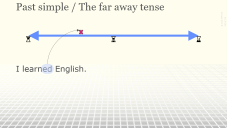 Past simple / The far away tense
I learned English.